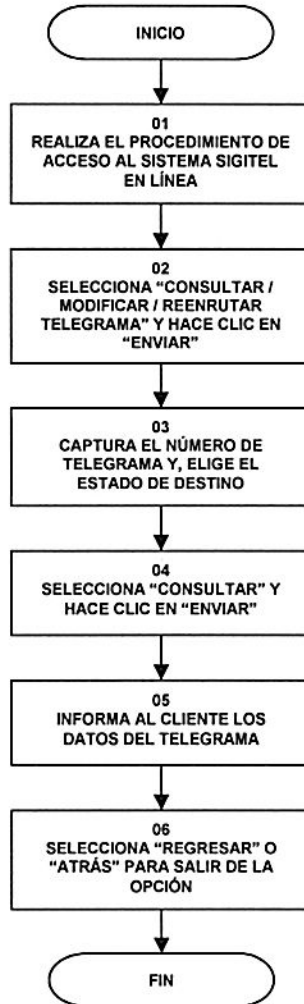 INICIO
01
REALIZA EL PROCEDIMIENTO DE
ACCESO AL SISTEMA SIGITEL
EN LÍNEA
02
SELECCIONA “CONSULTAR /
MODIFICAR / REENRUTAR
TELEGRAMA” Y HACE CLIC EN
“ENVIAR”
03
CAPTURA EL NÚMERO DE
TELEGRAMA Y, ELIGE EL
ESTADO DE DESTINO
04
SELECCIONA “CONSULTAR” Y
HACE CLIC EN “ENVIAR”
05
INFORMA AL CLIENTE LOS
DATOS DEL TELEGRAMA
06
SELECCIONA “REGRESAR” O
“ATRÁS” PARA SALIR DE LA
OPCIÓN
FIN